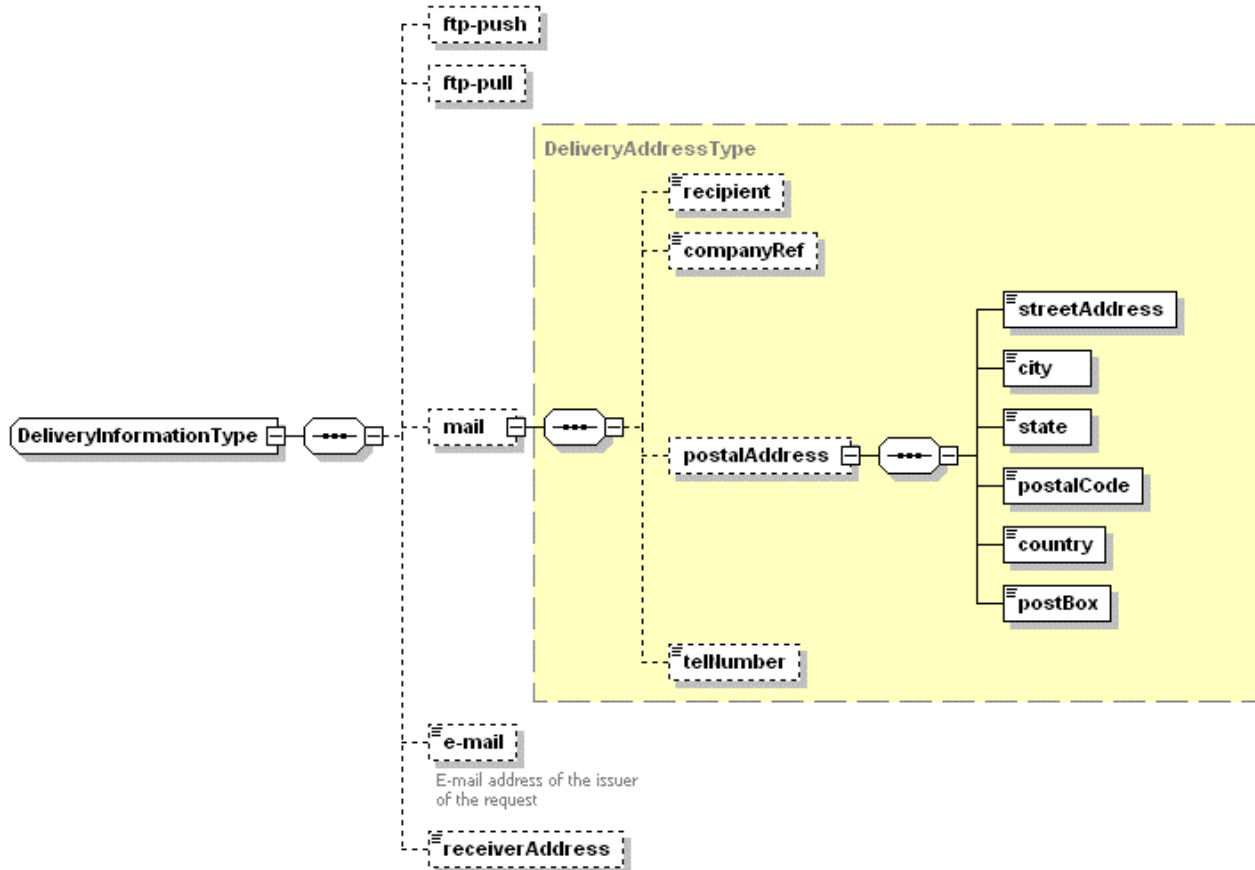 ftp-push
ftp-pull
DeliveryAddressType
recipient
companyRef
streetAddress
city
state
DeliveryInformationType
mail
postalAddress
postalCode
country
postBox
telNumber
e-mail
E-mail address of the issuer
of the request
receiverAddress